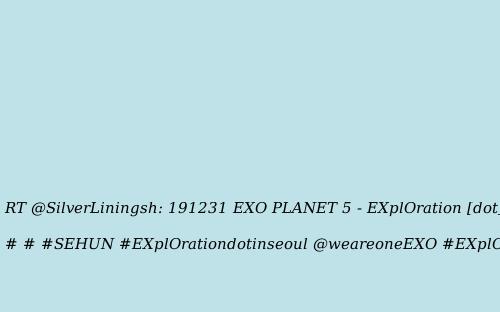 RT @SilverLiningsh: 191231 EXO PLANET 5 - EXplOration [dot
# # #SEHUN #EXplOrationdotinseoul @weareoneEXO #EXplO